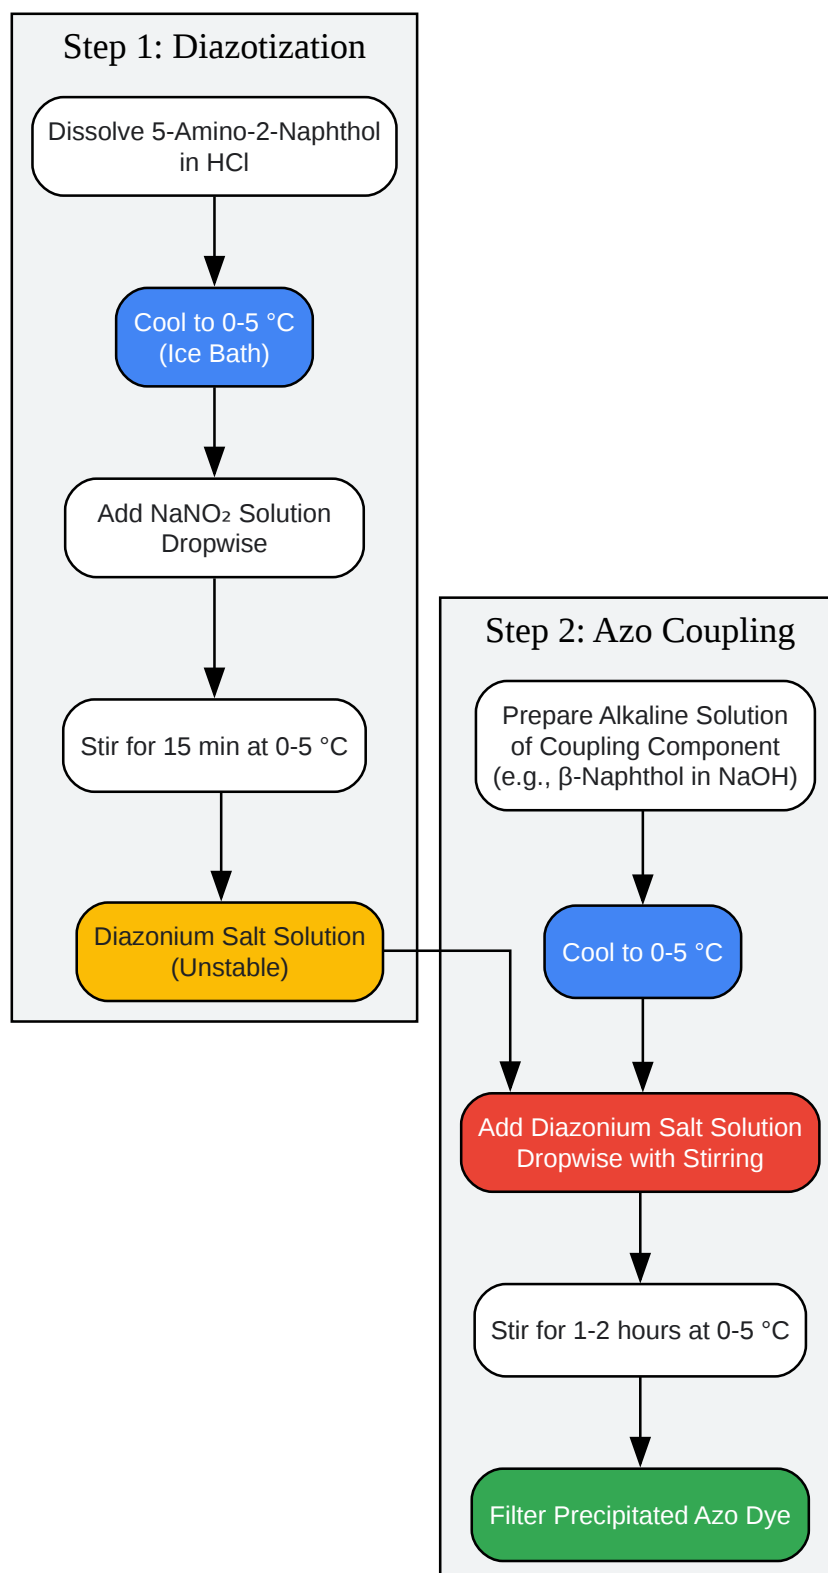 Step 1: Diazotization
Dissolve 5-Amino-2-Naphthol
in HCl
Cool to 0-5 °C
(Ice Bath)
Add NaNO₂ Solution
Dropwise
Stir for 15 min at 0-5 °C
Diazonium Salt Solution
(Unstable)
Step 2: Azo Coupling
Prepare Alkaline Solution
of Coupling Component
(e.g., β-Naphthol in NaOH)
Cool to 0-5 °C
Add Diazonium Salt Solution
Dropwise with Stirring
Stir for 1-2 hours at 0-5 °C
Filter Precipitated Azo Dye